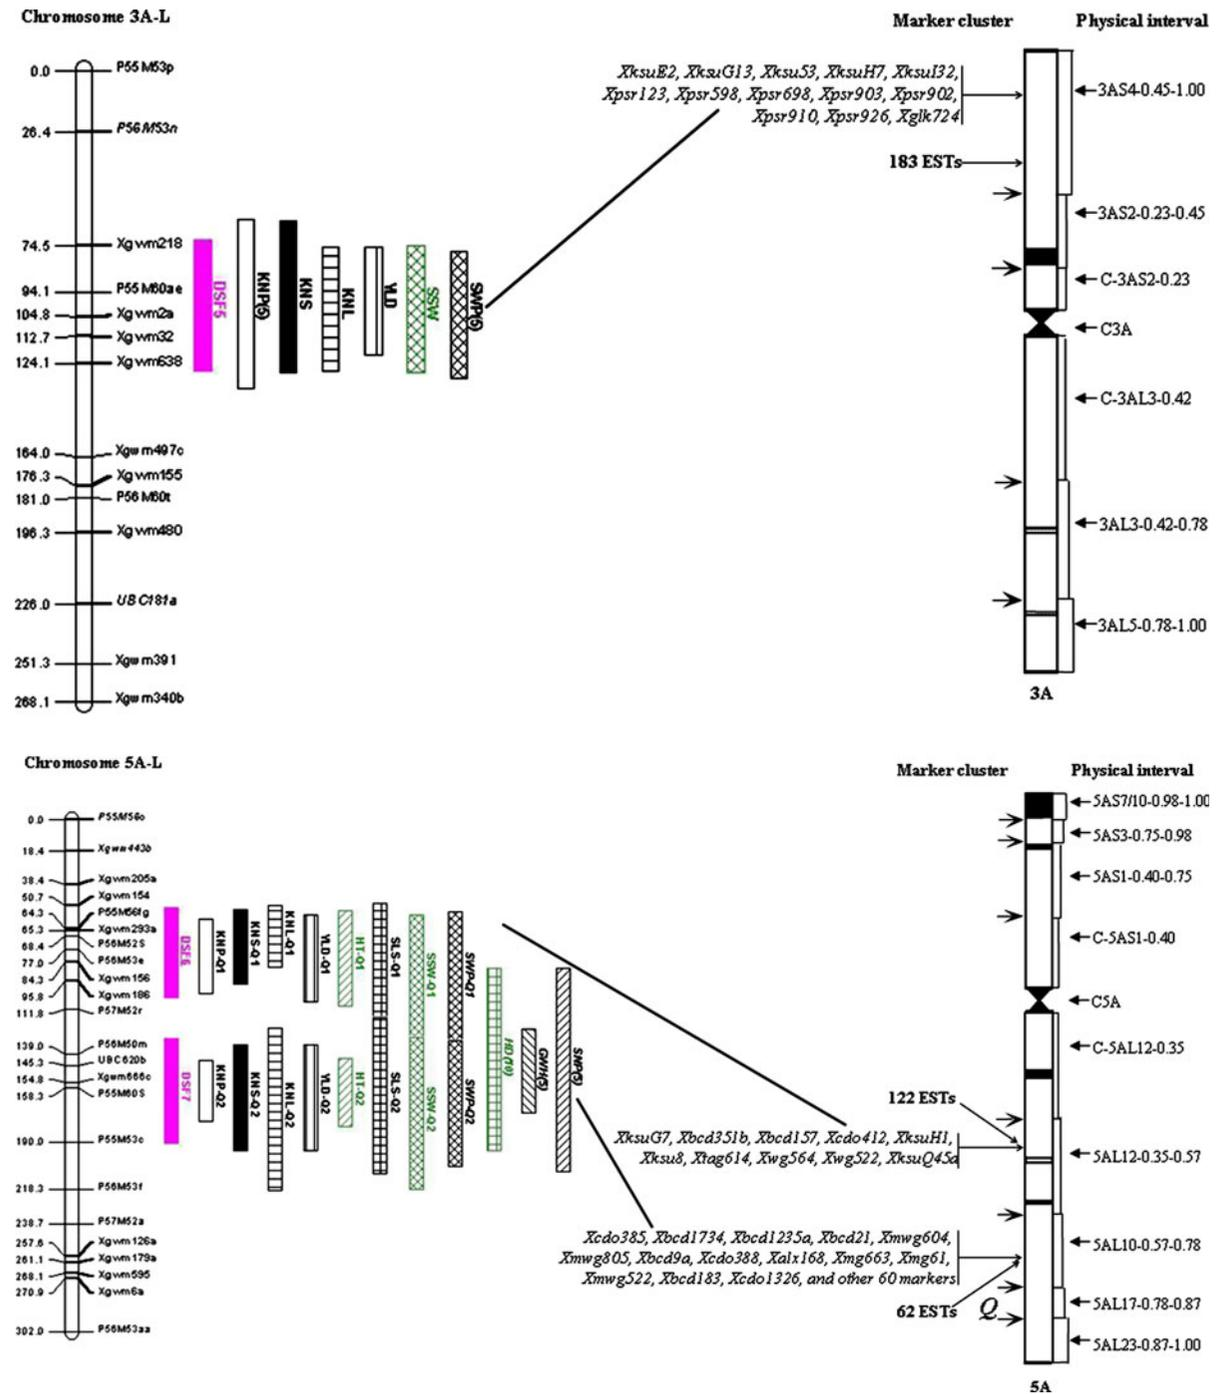 Chromosome 3A-L
Marker cluster
Physical interval
0.0
P55M53p
26.4
P56M53n
74.5
Xgwm218
94.1
P55M60ae
104.8
Xgwm2a
112.7
Xgwm32
124.1
Xgwm638
164.0
Xgwm497c
176.3
Xgwm155
181.0
P56M60t
196.3
Xgwm480
226.0
UBC181a
251.3
Xgwm391
268.1
Xgwm340b
DSF5
KNP(5)
KNS
KNL
YLD
SSW
SWP(5)
XksuE2, XksuG13, Xksu53, XksuH7, XksuI32,
Xpsr123, Xpsr598, Xpsr698, Xpsr903, Xpsr902,
Xpsr910, Xpsr926, Xglk724
183 ESTs
3AS4-0.45-1.00
3AS2-0.23-0.45
C-3AS2-0.23
C3A
C-3AL3-0.42
3AL3-0.42-0.78
3AL5-0.78-1.00
3A
Chromosome 5A-L
Marker cluster
Physical interval
0.0
P55M56c
18.4
Xgwm443b
38.4
Xgwm205a
50.7
Xgwm154
64.3
P55M56fg
65.3
Xgwm293a
68.4
P56M52S
77.0
P56M53e
84.3
Xgwm156
95.8
Xgwm186
111.8
P57M52r
139.0
P56M50m
145.3
UBC620b
154.8
Xgwm666c
158.3
P55M60S
190.0
P55M53c
218.3
P56M53f
238.7
P57M52a
257.6
Xgwm126a
261.1
Xgwm179a
268.1
Xgwm595
270.9
Xgwm6a
302.0
P56M53aa
DSF6
KNP-Q1
KNS-Q1
KNL-Q1
YLD-Q1
HT-Q1
SLS-Q1
SSW-Q1
SWP-Q1
DSF7
KNP-Q2
KNS-Q2
KNL-Q2
YLD-Q2
HT-Q2
SLS-Q2
SSW-Q2
SWP-Q2
HD(10)
GWH(5)
SNP(5)
122 ESTs
XksuG7, Xbcd351b, Xbcd157, Xcdo412, XksuH1,
Xksu8, Xtag614, Xwg564, Xwg522, XksuQ45a
Xcdo385, Xbcd1734, Xbcd1235a, Xbcd21, Xmwg604,
Xmwg805, Xbcd9a, Xcdo388, Xalx168, Xmg663, Xmg61,
Xmwg522, Xbcd183, Xcdo1326, and other 60 markers
62 ESTs
Q
5AS7/10-0.98-1.00
5AS3-0.75-0.98
5AS1-0.40-0.75
C-5AS1-0.40
C5A
C-5AL12-0.35
5AL12-0.35-0.57
5AL10-0.57-0.78
5AL17-0.78-0.87
5AL23-0.87-1.00
5A